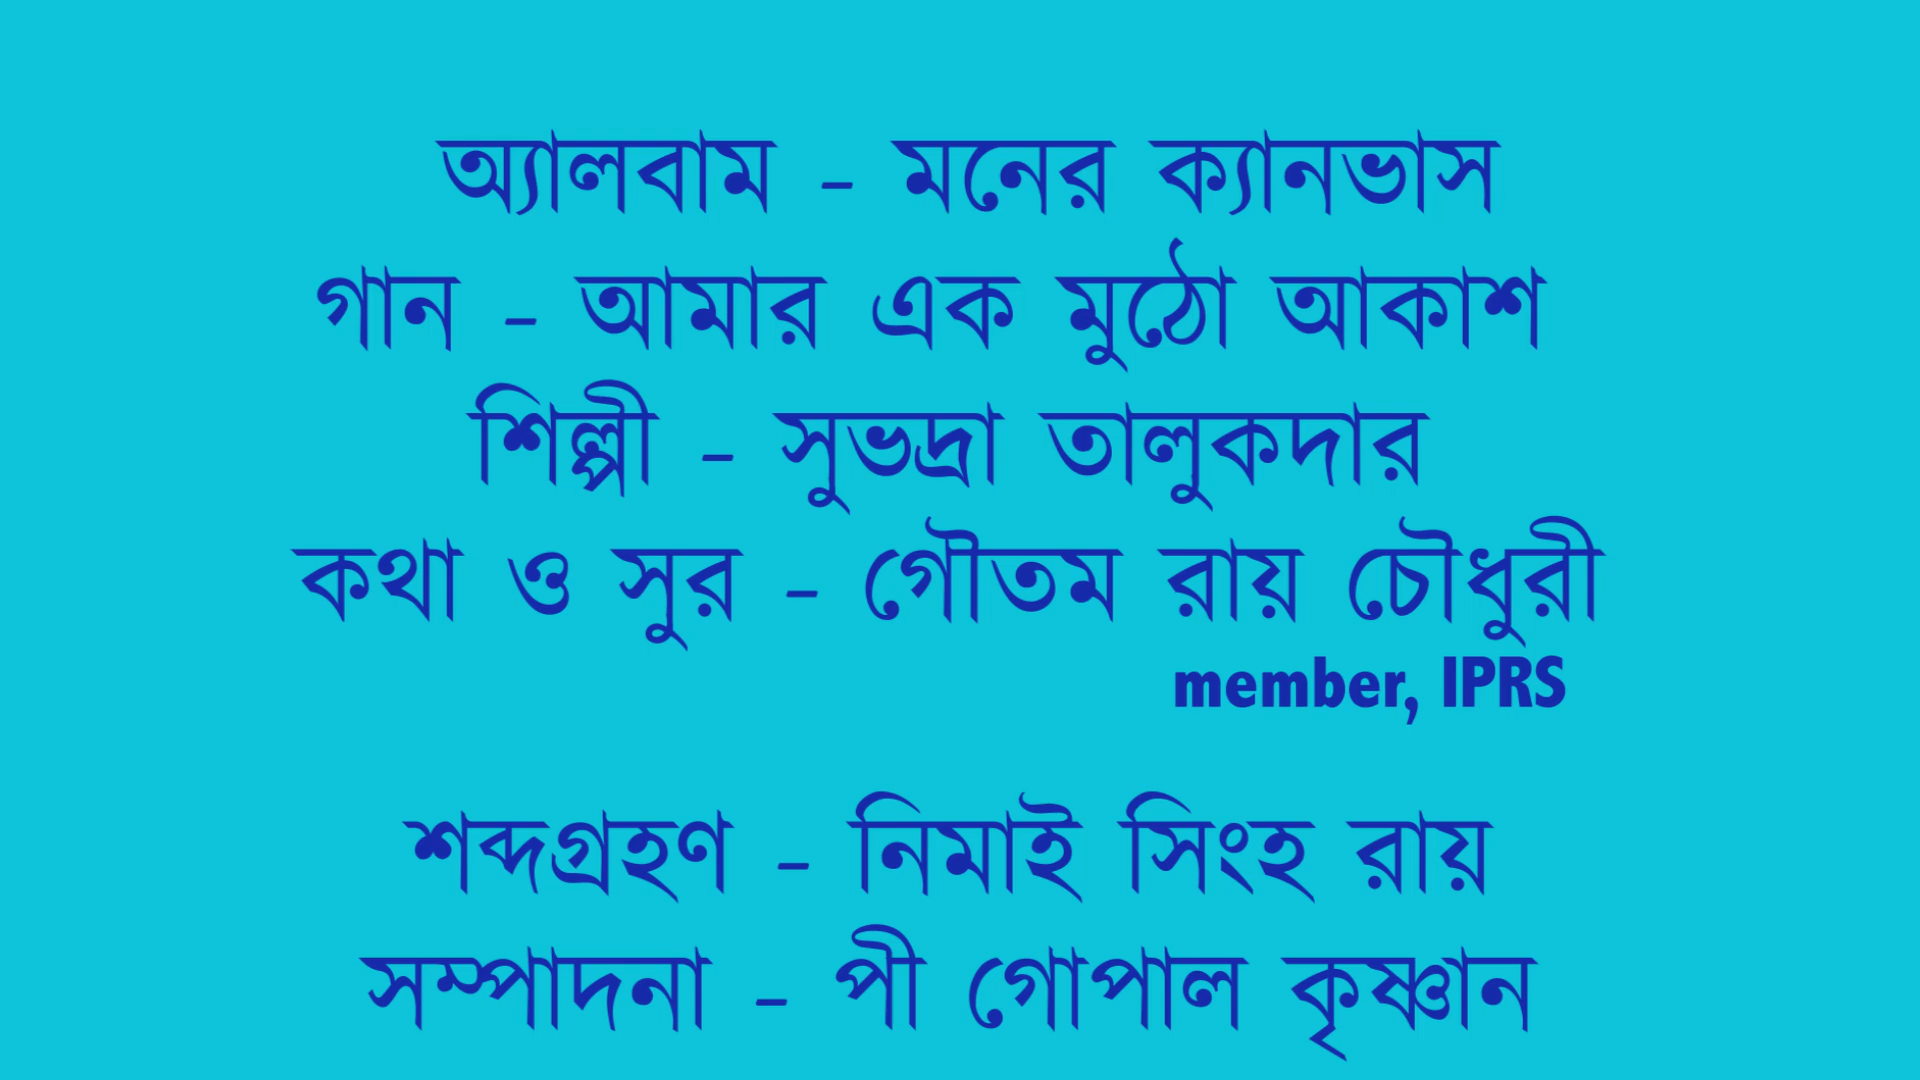 অ্যালবাম - মনের ক্যানভাস
গান - আমার এক মুঠো আকাশ
শিল্পী - সুভদ্রা তালুকদার
কথা ও সুর - গৌতম রায় চৌধুরী
member, IPRS
শব্দগ্রহণ - নিমাই সিংহ রায়
সম্পাদনা - পী গোপাল কৃষ্ণান